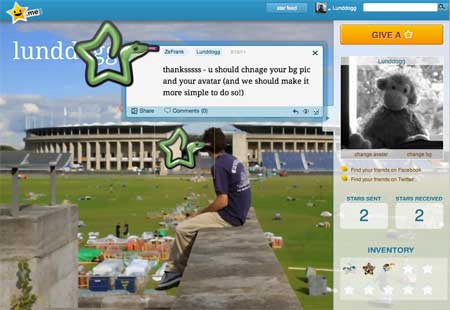 .me
star feed
Lunddogg
lunddogg
ZeFrank
Lunddogg
thanksssss - u should chnage your bg pic
and your avatar (and we should make it
more simple to do so!)
Share
Comments (0)
GIVE A
Lunddogg
change avatar
change bg
Find your friends on Facebook
Find your friends on Twitter
STARS SENT
STARS RECEIVED
2
2
INVENTORY